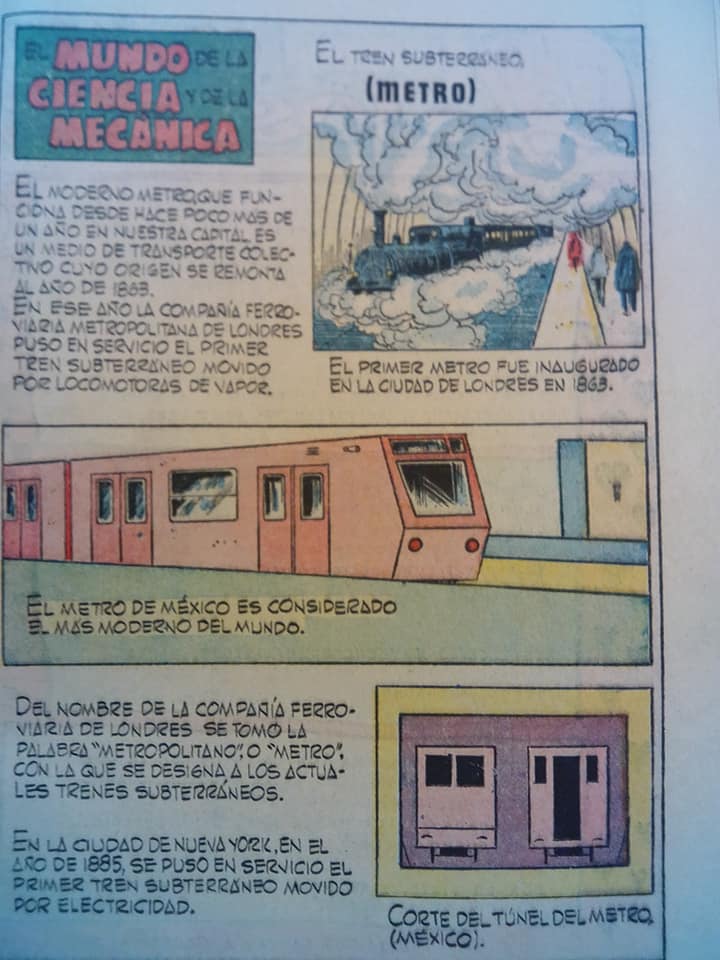 EL MUNDO DE LA
CIENCIA Y DE LA
MECÁNICA
EL TREN SUBTERRÁNEO.
(METRO)
EL MODERNO METRO, QUE FUN-
CIONA DESDE HACE POCO MAS DE
UN AÑO EN NUESTRA CAPITAL, ES
UN MEDIO DE TRANSPORTE COLEC-
TIVO CUYO ORIGEN SE REMONTA
AL AÑO DE 1863.
EN ESE AÑO LA COMPAÑÍA FERRO-
VIARIA METROPOLITANA DE LONDRES
PUSO EN SERVICIO EL PRIMER
TREN SUBTERRÁNEO MOVIDO
POR LOCOMOTORAS DE VAPOR.
EL PRIMER METRO FUE INAUGURADO
EN LA CIUDAD DE LONDRES EN 1863.
EL METRO DE MÉXICO ES CONSIDERADO
EL MÁS MODERNO DEL MUNDO.
DEL NOMBRE DE LA COMPAÑÍA FERRO-
VIARIA DE LONDRES SE TOMÓ LA
PALABRA "METROPOLITANO", O "METRO",
CON LA QUE SE DESIGNA A LOS ACTUA-
LES TRENES SUBTERRÁNEOS.
EN LA CIUDAD DE NUEVA YORK, EN EL
AÑO DE 1885, SE PUSO EN SERVICIO EL
PRIMER TREN SUBTERRÁNEO MOVIDO
POR ELECTRICIDAD.
CORTE DEL TÚNEL DEL METRO.
(MÉXICO).